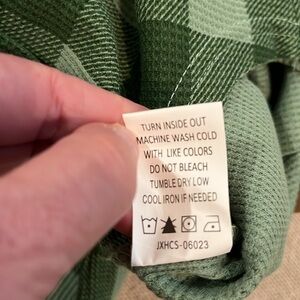 TURN INSIDE OUT
MACHINE WASH COLD
WITH LIKE COLORS
DO NOT BLEACH
TUMBLE DRY LOW
COOL IRON IF NEEDED
JXHCS-06023